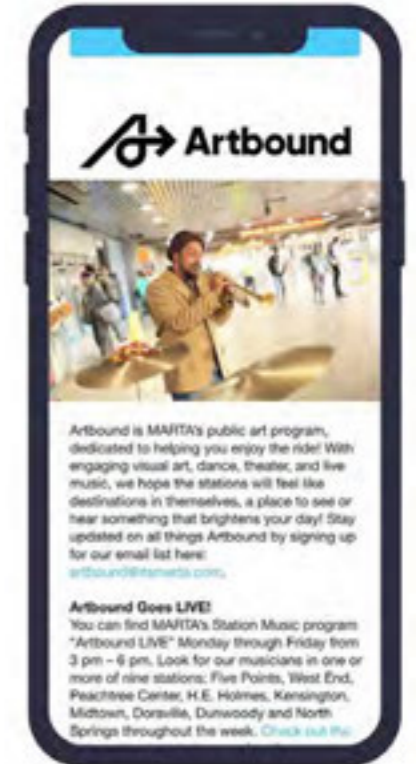 Artbound
Artbound is MARTA's public art program,
dedicated to helping you enjoy the ride! With
engaging visual art, dance, theater, and live
music, we hope the stations will feel like
destinations in themselves, a place to see or
hear something that brightens your day! Stay
updated on all things Artbound by signing up
for our email list here:
artbound@itsmarta.com.
Artbound Goes LIVE!
You can find MARTA's Station Music program
"Artbound LIVE" Monday through Friday from
3 pm – 6 pm. Look for our musicians in one or
more of nine stations: Five Points, West End,
Peachtree Center, H.E. Holmes, Kensington,
Midtown, Doraville, Dunwoody and North
Springs throughout the week. Check out the